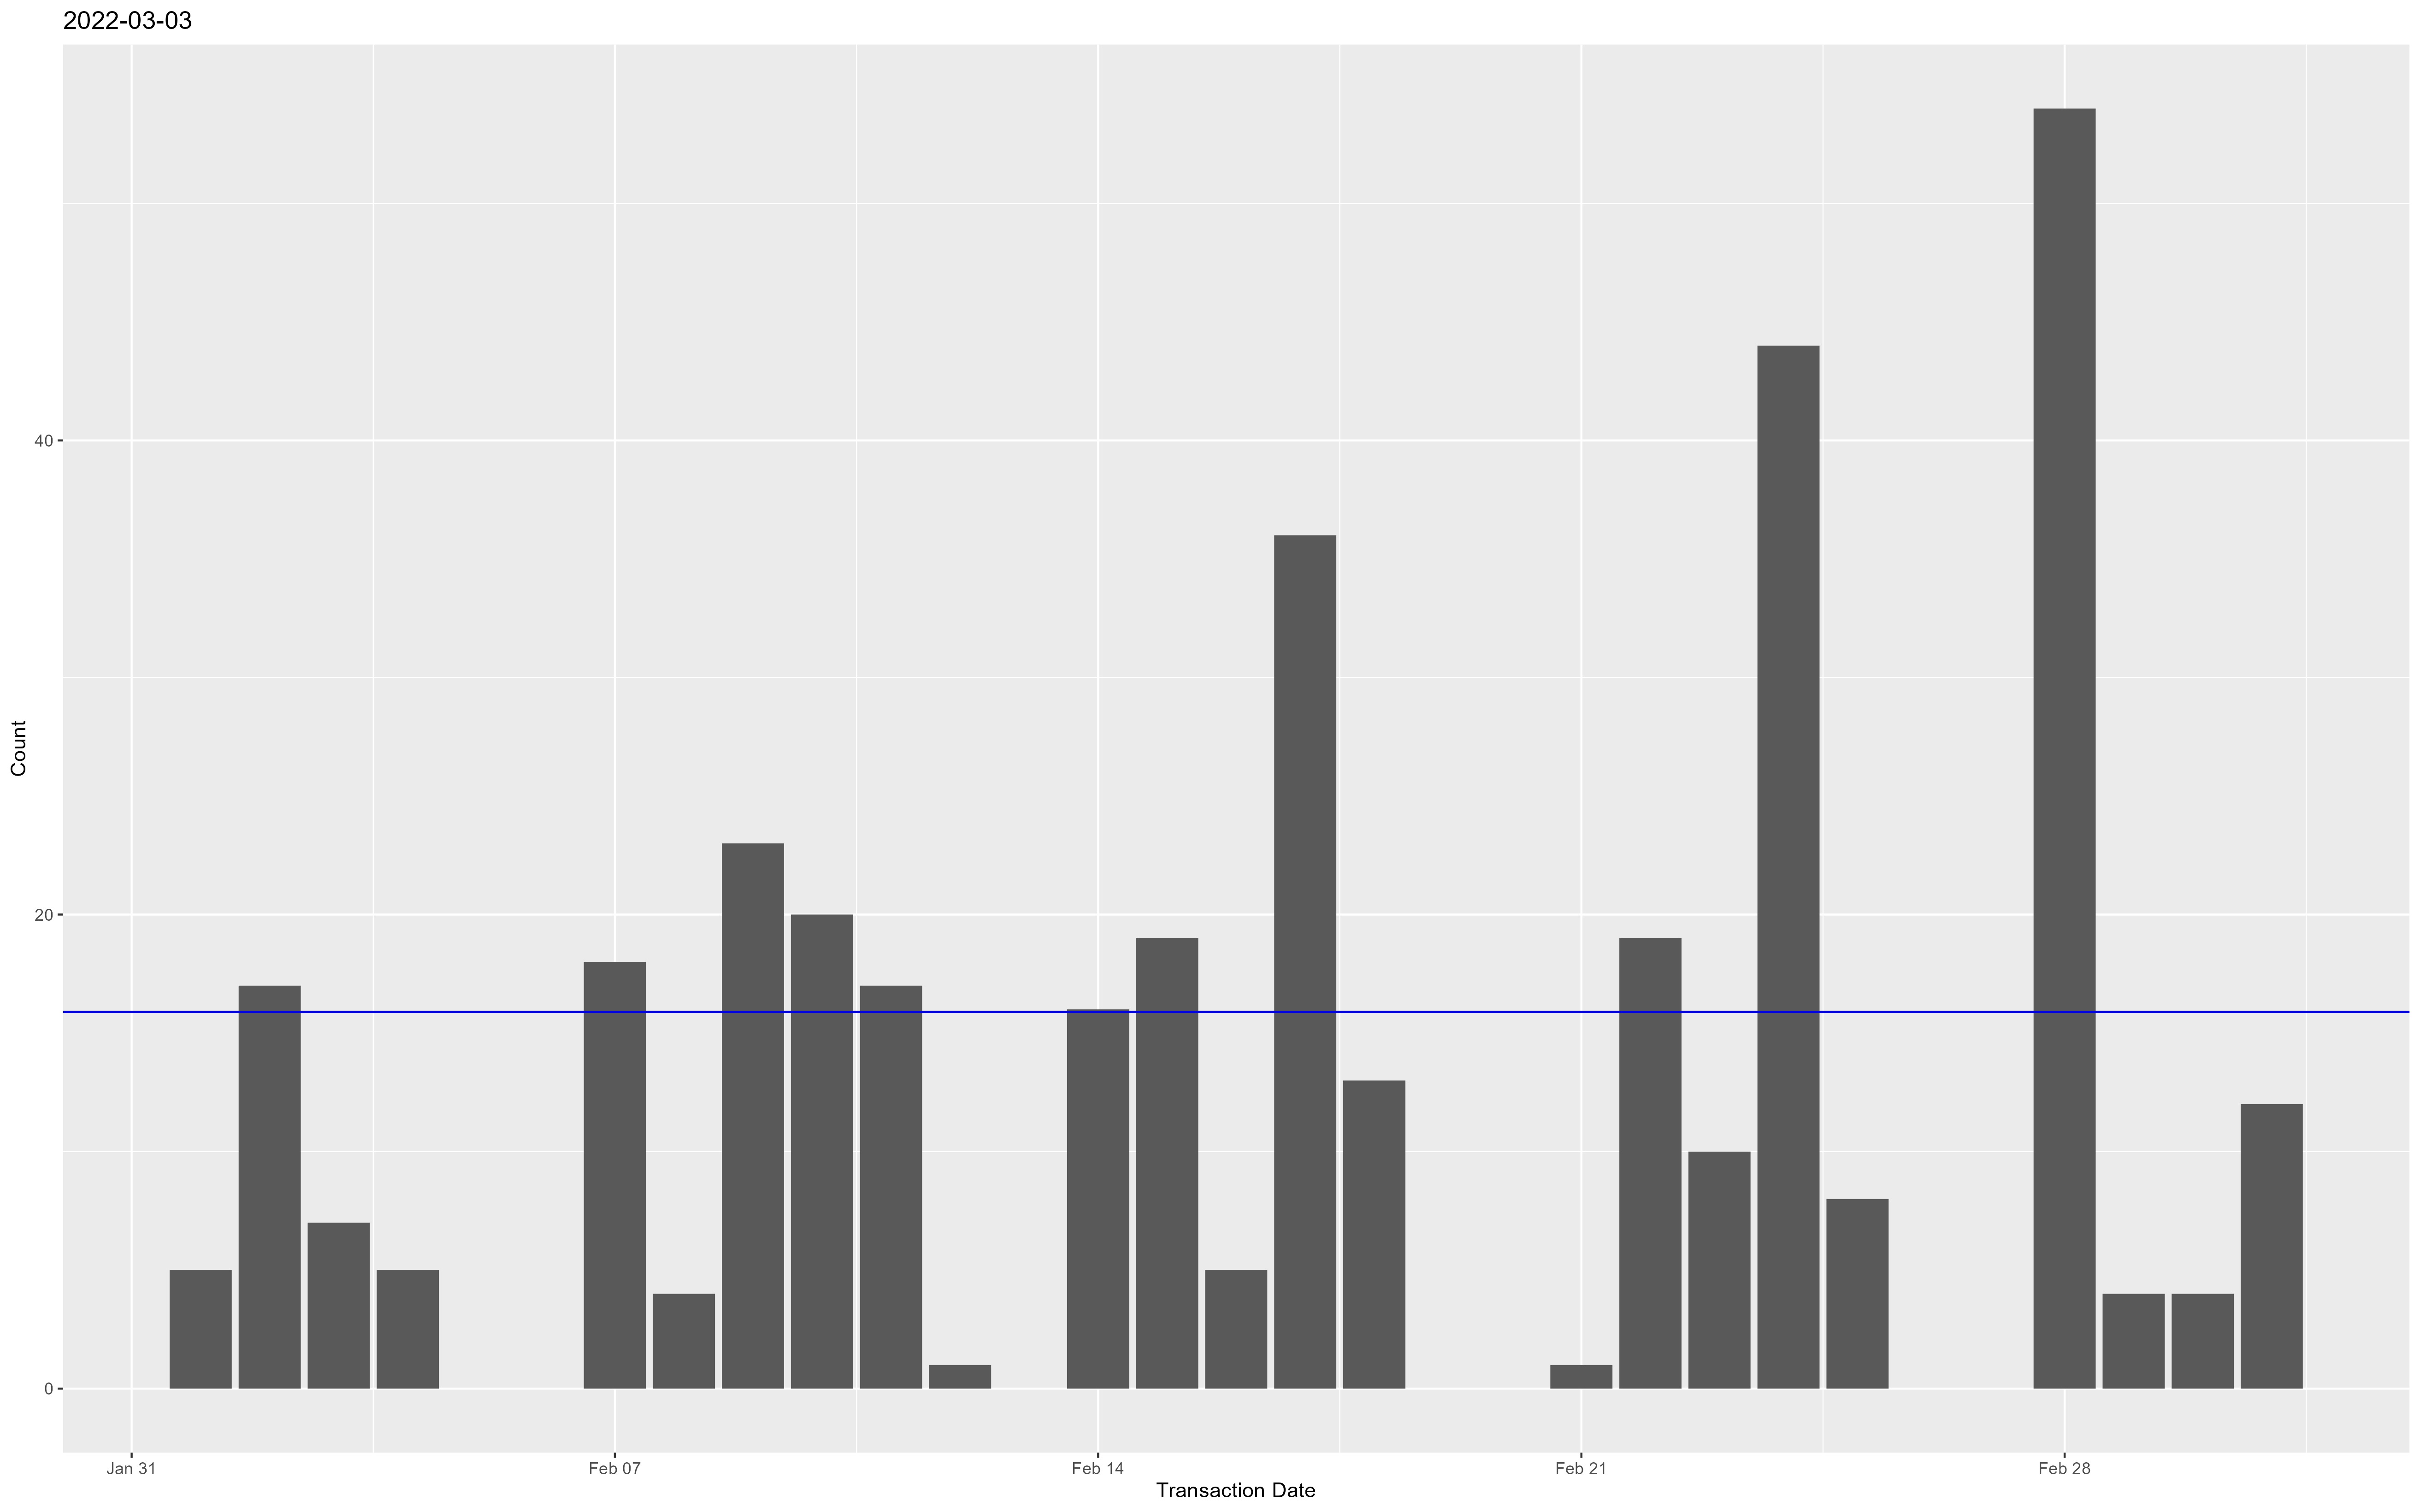 2022-03-03
Count
40
20
0
Jan 31
Feb 07
Feb 14
Feb 21
Feb 28
Transaction Date